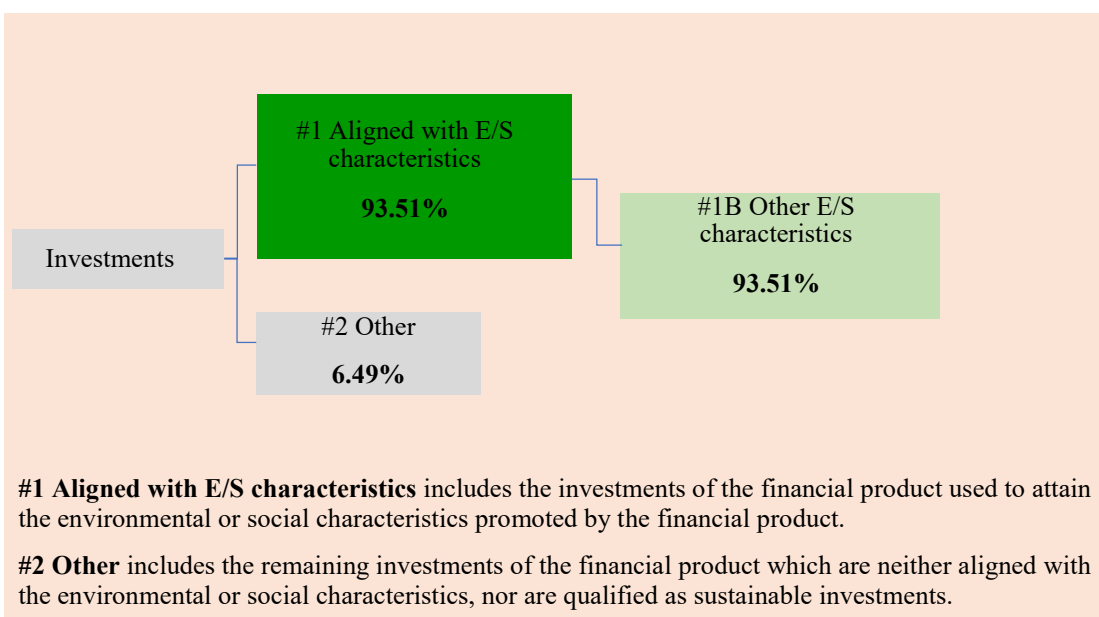 #1 Aligned with E/S
characteristics
93.51%
#1B Other E/S
characteristics
93.51%
Investments
#2 Other
6.49%
#1 Aligned with E/S characteristics includes the investments of the financial product used to attain
the environmental or social characteristics promoted by the financial product.
#2 Other includes the remaining investments of the financial product which are neither aligned with
the environmental or social characteristics, nor are qualified as sustainable investments.